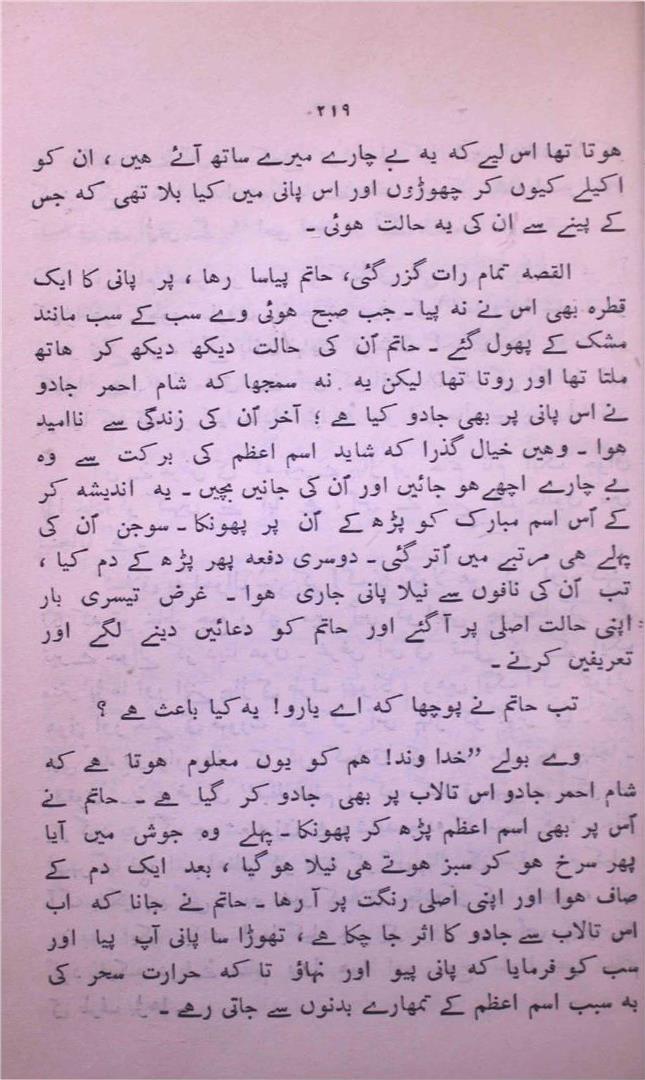 ۲۱۹
ہوتا تھا اس لیے کہ یہ بے چارے میرے ساتھ آئے ہیں ، ان کو
اکیلے کیوں کر چھوڑوں اور اس پانی میں کیا بلا تھی کہ جس
کے پینے سے ان کی یہ حالت ہوئی ۔
القصہ تمام رات گزر گئی، حاتم پیاسا رہا ، پر پانی کا ایک
قطرہ بھی اس نے نہ پیا ۔ جب صبح ہوئی وے سب کے سب مانند
مشک کے پھول گئے ۔ حاتم اُن کی حالت دیکھ دیکھ کر ہاتھ
ملتا تھا اور روتا تھا لیکن یہ نہ سمجھا کہ شام احمر جادو
نے اس پانی پر بھی جادو کیا ہے ؛ آخر اُن کی زندگی سے ناامید
ہوا ۔ وہیں خیال گذرا کہ شاید اسم اعظم کی برکت سے وہ
بے چارے اچھے ہو جائیں اور اُن کی جانیں بچیں ۔ یہ اندیشہ کر
کے اُس اسم مبارک کو پڑھ کے اُن پر پھونکا ۔ سوجن اُن کی
پہلے ہی مرتبے میں اُتر گئی ۔ دوسری دفعہ پھر پڑھ کے دم کیا ،
تب اُن کی نافوں سے نیلا پانی جاری ہوا ۔ غرض تیسری بار
اپنی حالت اصلی پر آ گئے اور حاتم کو دعائیں دینے لگے اور
تعریفیں کرنے ۔
تب حاتم نے پوچھا کہ اے یارو! یہ کیا باعث ہے ؟
وے بولے ”خدا وند! ہم کو یوں معلوم ہوتا ہے کہ
شام احمر جادو اس تالاب پر بھی جادو کر گیا ہے ۔ حاتم نے
اُس پر بھی اسم اعظم پڑھ کر پھونکا ۔ پہلے وہ جوش میں آیا
پھر سرخ ہو کر سبز ہوتے ہی نیلا ہو گیا ، بعد ایک دم کے
صاف ہوا اور اپنی اصلی رنگت پر آ رہا ۔ حاتم نے جانا کہ اب
اس تالاب سے جادو کا اثر جا چکا ہے ، تھوڑا سا پانی آپ پیا اور
سب کو فرمایا کہ پانی پیو اور نہاؤ تا کہ حرارت سحر کی
بہ سبب اسم اعظم کے تمھارے بدنوں سے جاتی رہے ۔